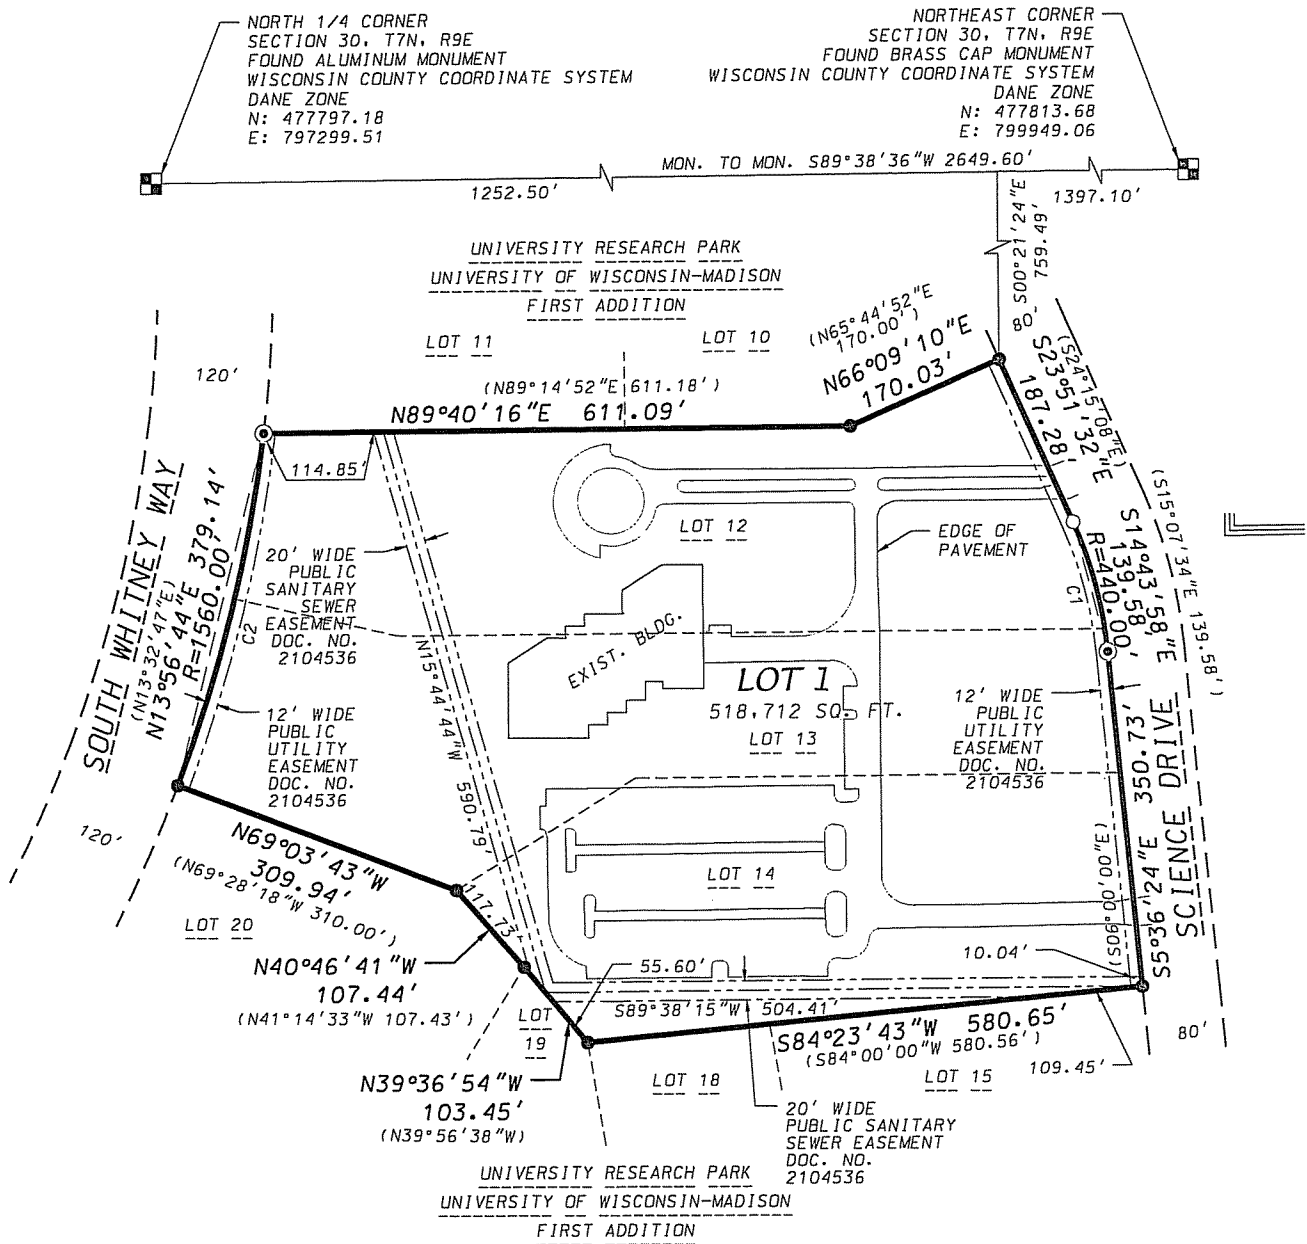 NORTH 1/4 CORNER
SECTION 30, T7N, R9E
FOUND ALUMINUM MONUMENT
WISCONSIN COUNTY COORDINATE SYSTEM
DANE ZONE
N: 477797.18
E: 797299.51
NORTHEAST CORNER
SECTION 30, T7N, R9E
FOUND BRASS CAP MONUMENT
WISCONSIN COUNTY COORDINATE SYSTEM
DANE ZONE
N: 477813.68
E: 799949.06
MON. TO MON. S89°38'36"W 2649.60'
1252.50'
1397.10'
S00°21'24"E
759.49'
UNIVERSITY RESEARCH PARK
UNIVERSITY OF WISCONSIN-MADISON
FIRST ADDITION
LOT 11
LOT 10
(N65°44'52"E
170.00')
N66°09'10"E
170.03'
80'
(S24°15'08"E)
S23°51'32"E
187.28'
120'
(N89°14'52"E 611.18')
N89°40'16"E 611.09'
114.85'
SOUTH WHITNEY WAY
(N13°32'47"E)
N13°56'44"E 379.14'
R=1560.00'
C2
20' WIDE
PUBLIC
SANITARY
SEWER
EASEMENT
DOC. NO.
2104536
LOT 12
EDGE OF
PAVEMENT
C1
(S15°07'34"E 139.58')
S14°43'58"E
139.58'
R=440.00'
EXIST. BLDG.
N15°44'44"W 590.79'
LOT 1
518,712 SQ. FT.
LOT 13
12' WIDE
PUBLIC
UTILITY
EASEMENT
DOC. NO.
2104536
12' WIDE
PUBLIC
UTILITY
EASEMENT
DOC. NO.
2104536
S5°36'24"E 350.73'
SCIENCE DRIVE
(S06°00'00"E)
120'
N69°03'43"W
309.94'
(N69°28'18"W 310.00')
LOT 20
117.73'
LOT 14
N40°46'41"W
107.44'
(N41°14'33"W 107.43')
LOT
19
55.60'
10.04'
S89°38'15"W 504.41'
S84°23'43"W 580.65'
(S84°00'00"W 580.56')
80'
109.45'
N39°36'54"W
103.45'
(N39°56'38"W)
LOT 18
LOT 15
20' WIDE
PUBLIC SANITARY
SEWER EASEMENT
DOC. NO.
2104536
UNIVERSITY RESEARCH PARK
UNIVERSITY OF WISCONSIN-MADISON
FIRST ADDITION